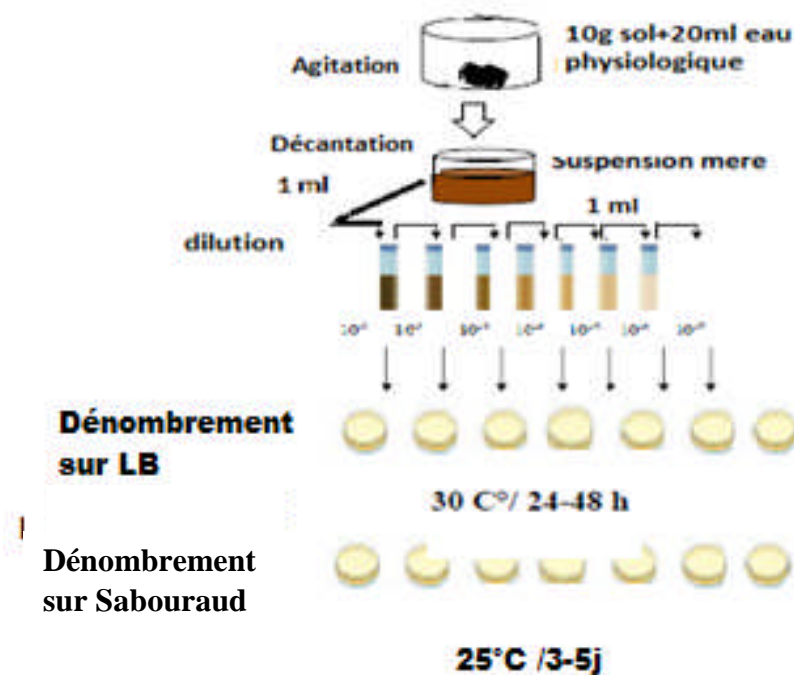 10g sol+20ml eau
physiologique
Agitation
Décantation
Suspension mere
1 ml
1 ml
dilution
Dénombrement
sur LB
30 C°/ 24-48 h
Dénombrement
sur Sabouraud
25°C /3-5j